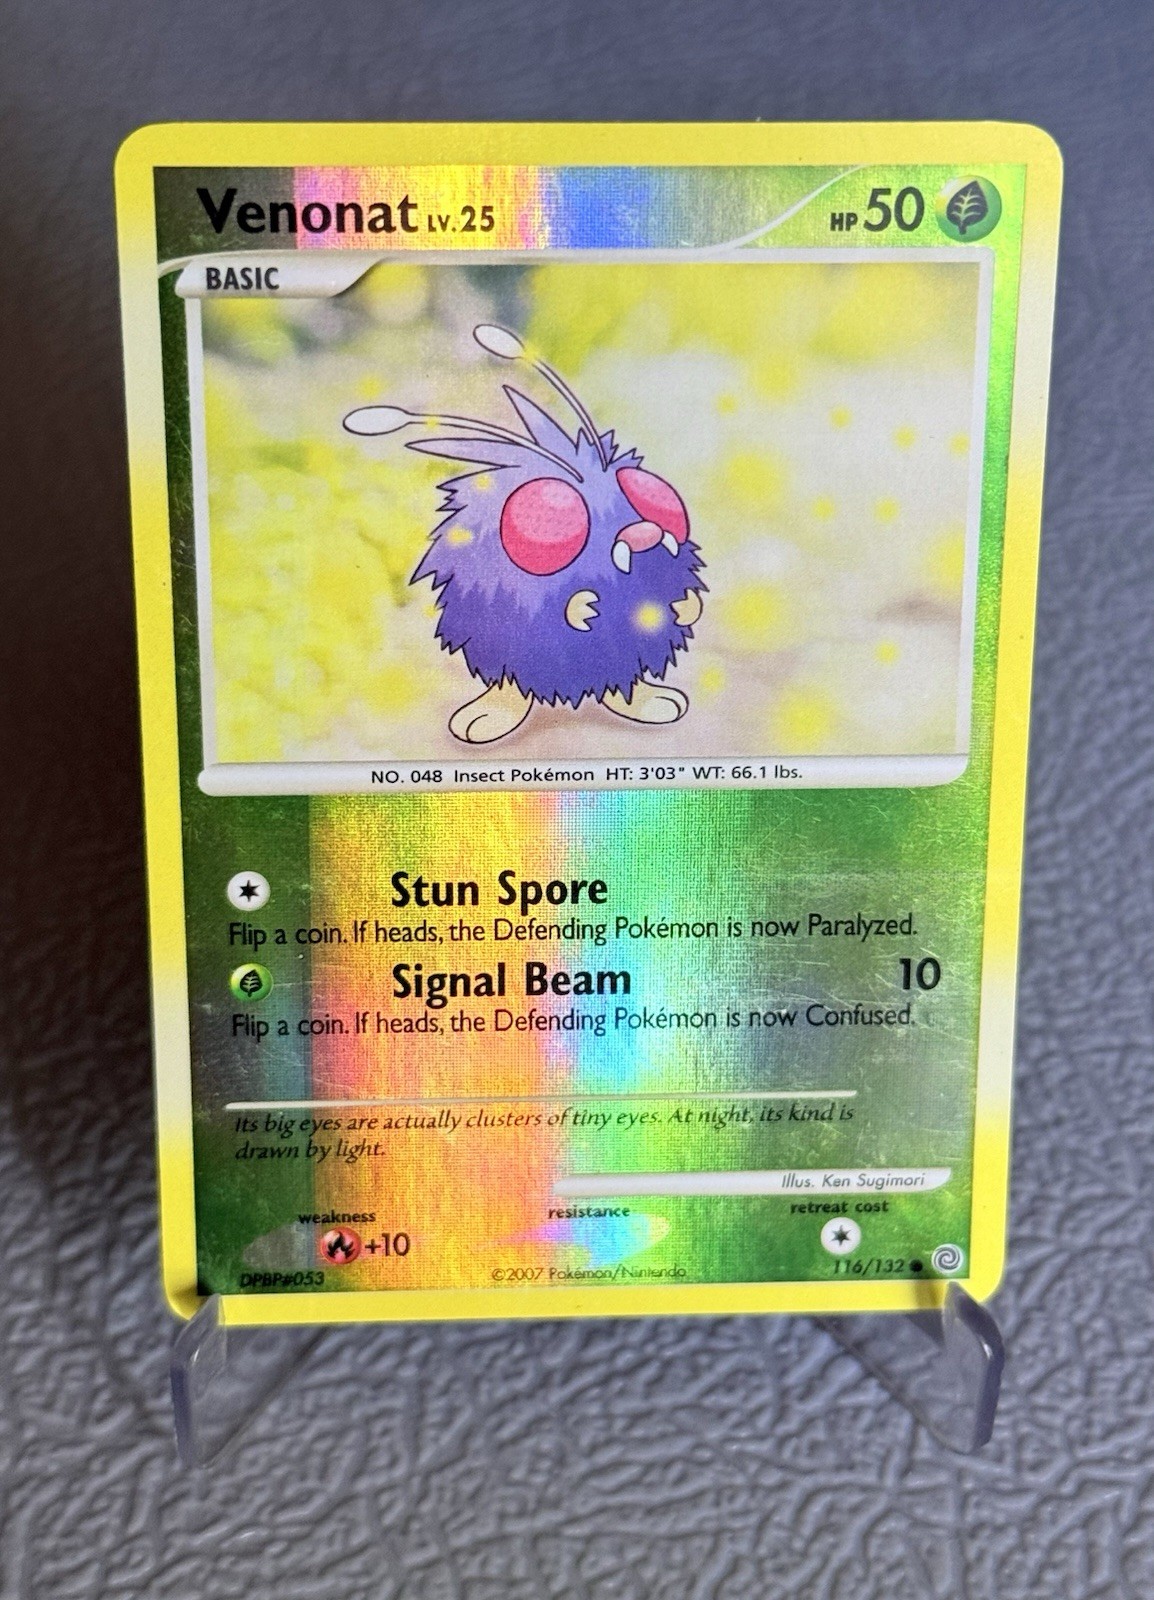 Venonat LV.25 HP 50
BASIC
NO. 048 Insect Pokémon HT: 3'03" WT: 66.1 lbs.
Stun Spore
Flip a coin. If heads, the Defending Pokémon is now Paralyzed.
Signal Beam 10
Flip a coin. If heads, the Defending Pokémon is now Confused.
Its big eyes are actually clusters of tiny eyes. At night, its kind is
drawn by light.
Illus. Ken Sugimori
weakness resistance retreat cost
+10
DPBP#053 ©2007 Pokémon/Nintendo 116/132